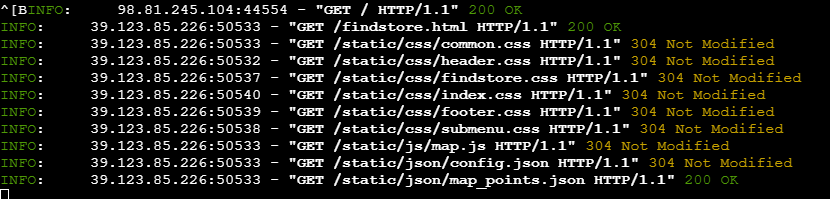 ^[BINFO:     98.81.245.104:44554 - "GET / HTTP/1.1" 200 OK
INFO:     39.123.85.226:50533 - "GET /findstore.html HTTP/1.1" 200 OK
INFO:     39.123.85.226:50533 - "GET /static/css/common.css HTTP/1.1" 304 Not Modified
INFO:     39.123.85.226:50532 - "GET /static/css/header.css HTTP/1.1" 304 Not Modified
INFO:     39.123.85.226:50537 - "GET /static/css/findstore.css HTTP/1.1" 304 Not Modified
INFO:     39.123.85.226:50540 - "GET /static/css/index.css HTTP/1.1" 304 Not Modified
INFO:     39.123.85.226:50539 - "GET /static/css/footer.css HTTP/1.1" 304 Not Modified
INFO:     39.123.85.226:50538 - "GET /static/css/submenu.css HTTP/1.1" 304 Not Modified
INFO:     39.123.85.226:50533 - "GET /static/js/map.js HTTP/1.1" 304 Not Modified
INFO:     39.123.85.226:50533 - "GET /static/json/config.json HTTP/1.1" 304 Not Modified
INFO:     39.123.85.226:50533 - "GET /static/json/map_points.json HTTP/1.1" 200 OK